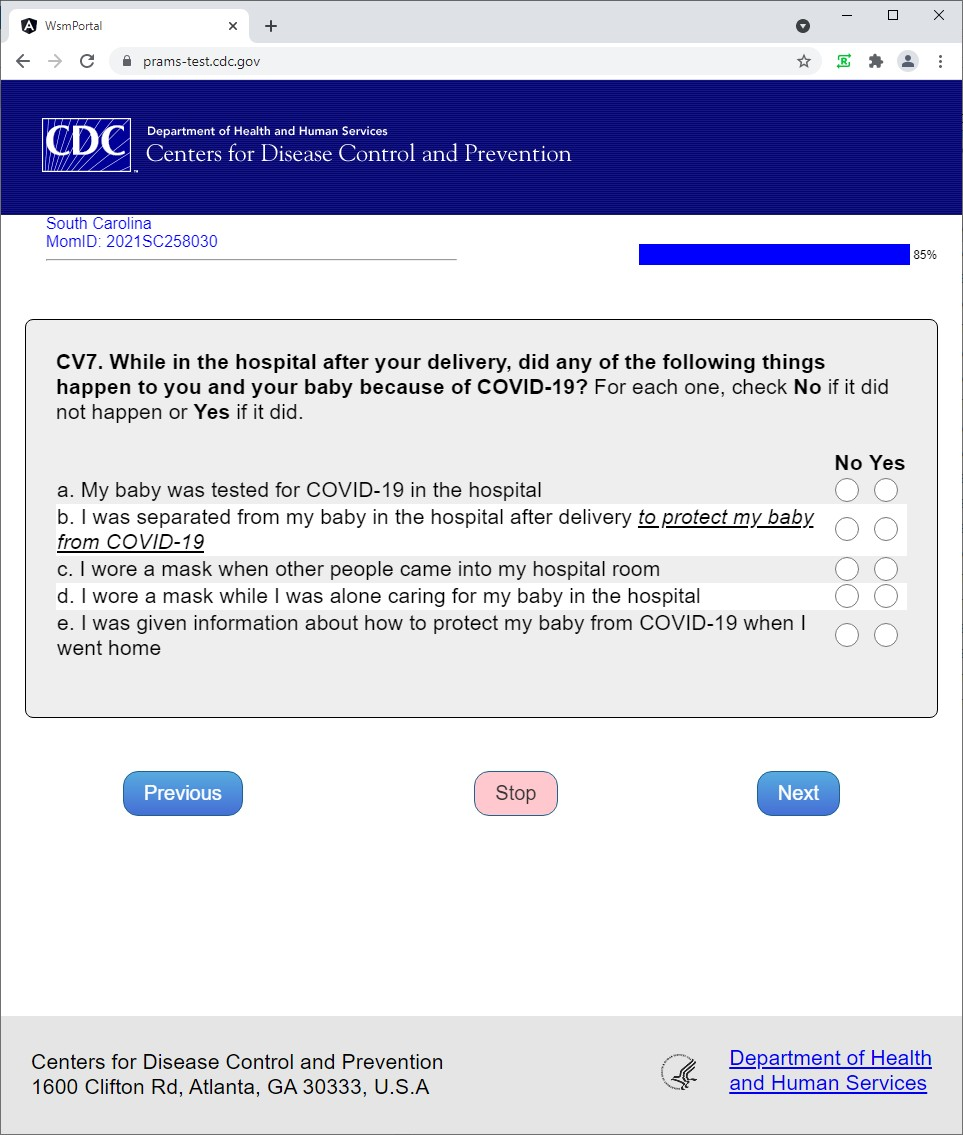 WsmPortal
prams-test.cdc.gov
CDC
Department of Health and Human Services
Centers for Disease Control and Prevention
South Carolina
MomID: 2021SC258030
85%
CV7. While in the hospital after your delivery, did any of the following things
happen to you and your baby because of COVID-19? For each one, check No if it did
not happen or Yes if it did.
No Yes
a. My baby was tested for COVID-19 in the hospital
b. I was separated from my baby in the hospital after delivery to protect my baby
from COVID-19
c. I wore a mask when other people came into my hospital room
d. I wore a mask while I was alone caring for my baby in the hospital
e. I was given information about how to protect my baby from COVID-19 when I
went home
Previous
Stop
Next
Centers for Disease Control and Prevention
1600 Clifton Rd, Atlanta, GA 30333, U.S.A
Department of Health
and Human Services